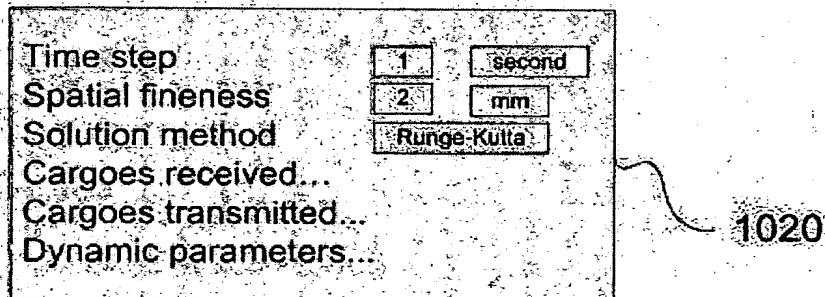 Time step 1 second
Spatial fineness 2 mm
Solution method Runge-Kutta
Cargoes received...
Cargoes transmitted...
Dynamic parameters...
1020